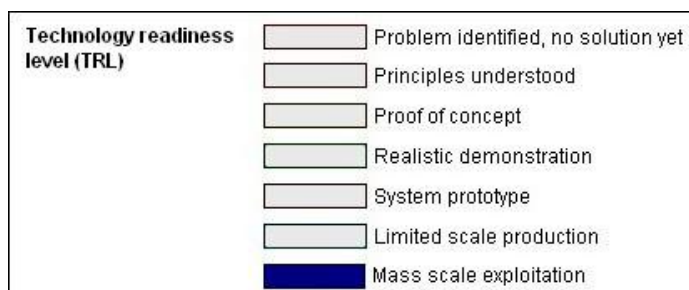 Technology readiness
level (TRL)
Problem identified, no solution yet
Principles understood
Proof of concept
Realistic demonstration
System prototype
Limited scale production
Mass scale exploitation